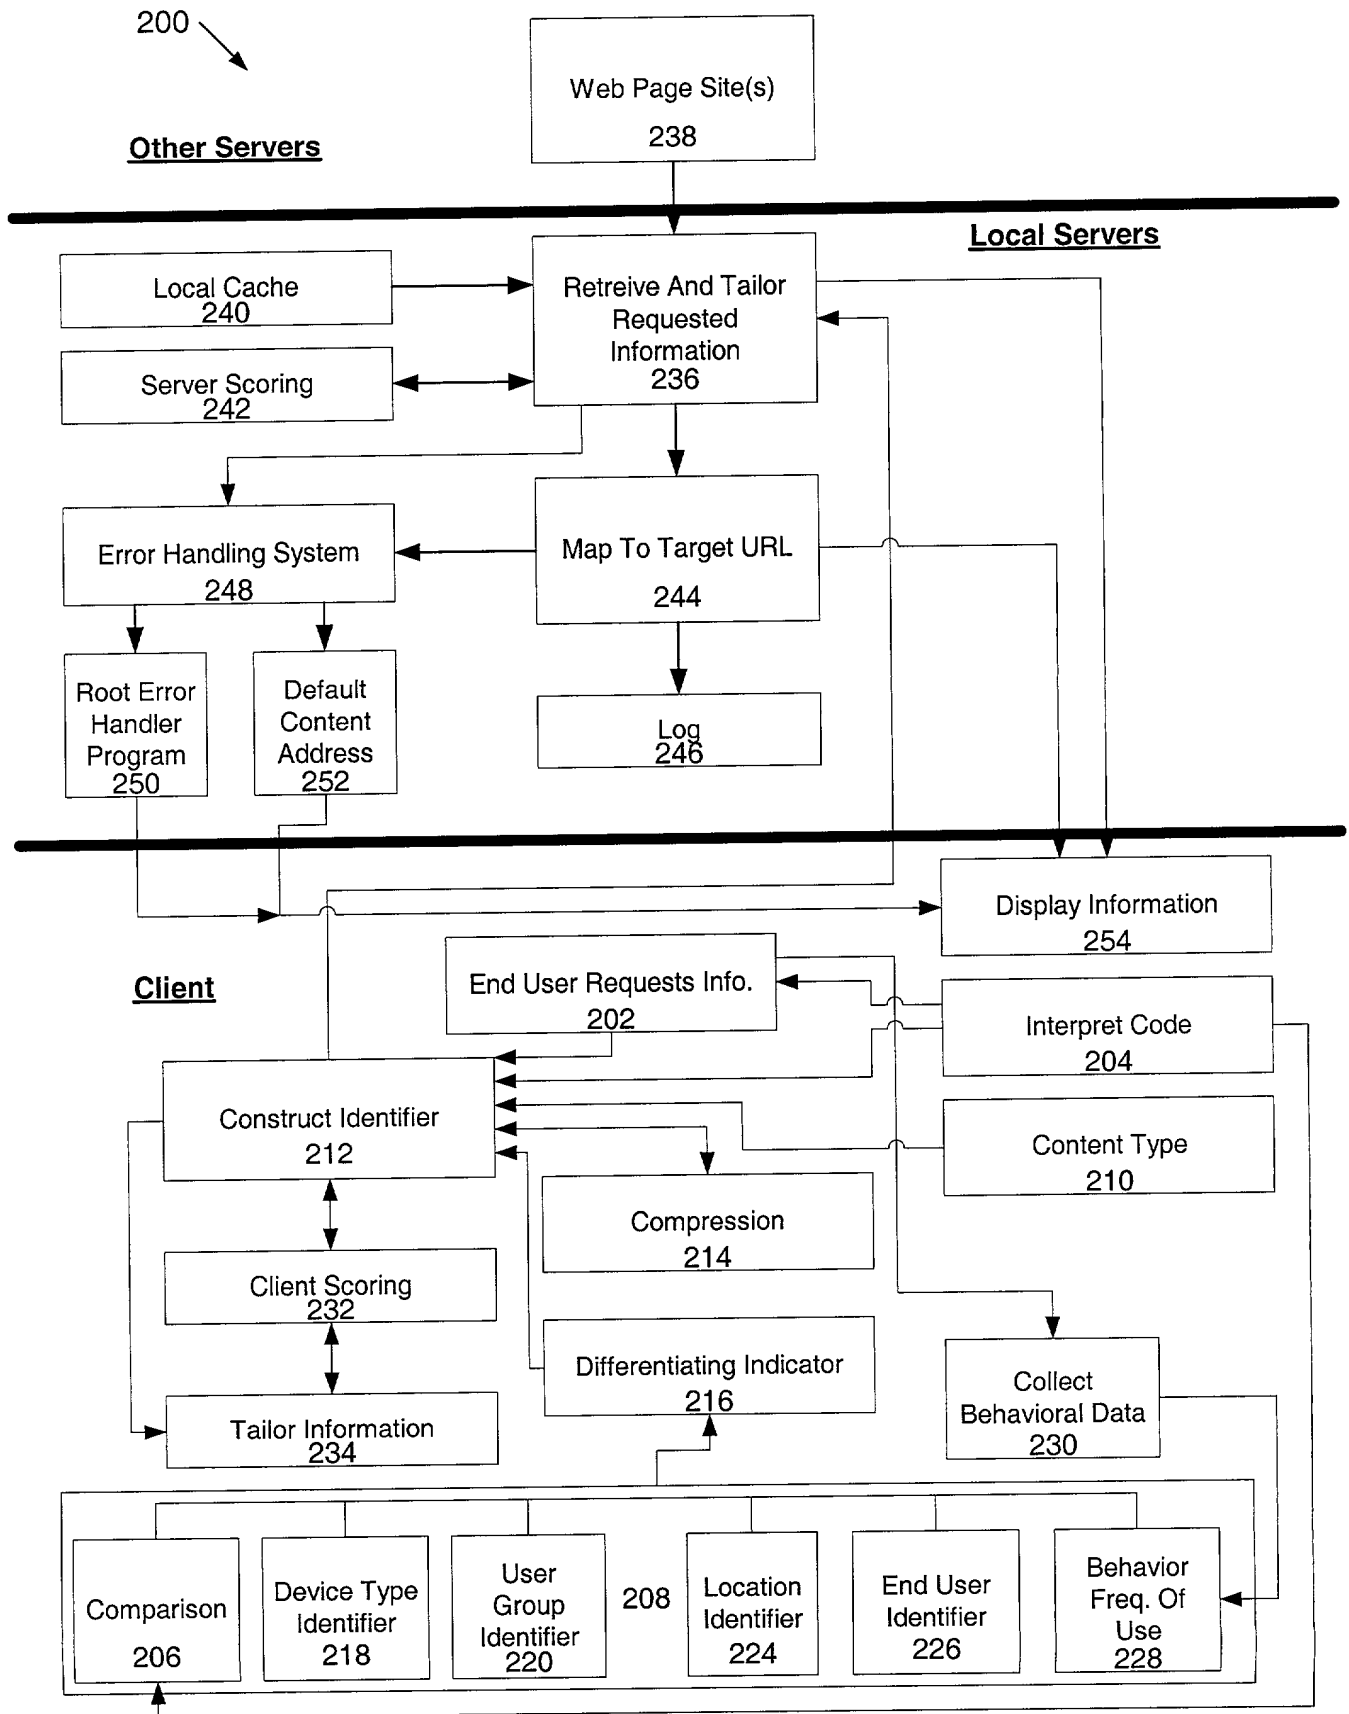 200
Web Page Site(s)
238
Other Servers
Local Servers
Local Cache
240
Retreive And Tailor
Requested
Information
236
Server Scoring
242
Error Handling System
248
Map To Target URL
244
Root Error
Handler
Program
250
Default
Content
Address
252
Log
246
Display Information
254
Client
End User Requests Info.
202
Interpret Code
204
Construct Identifier
212
Content Type
210
Compression
214
Client Scoring
232
Differentiating Indicator
216
Collect
Behavioral Data
230
Tailor Information
234
Comparison
206
Device Type
Identifier
218
User
Group
Identifier
220
208
Location
Identifier
224
End User
Identifier
226
Behavior
Freq. Of
Use
228